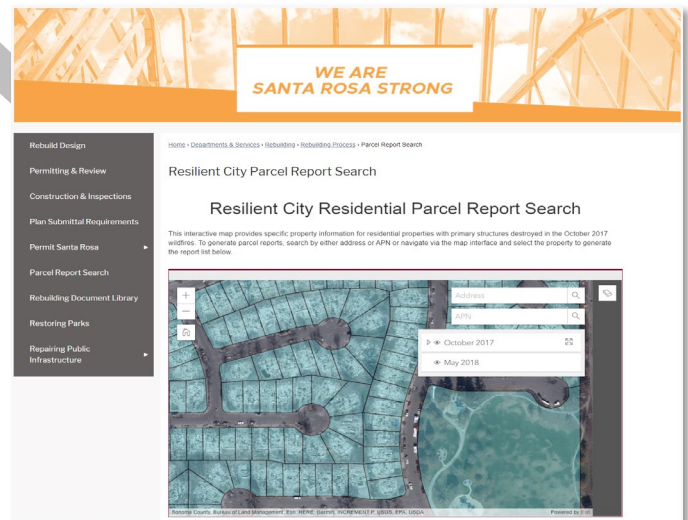 WE ARE
SANTA ROSA STRONG
Rebuild Design
Permitting & Review
Construction & Inspections
Plan Submittal Requirements
Permit Santa Rosa
Parcel Report Search
Rebuilding Document Library
Restoring Parks
Repairing Public
Infrastructure
Home › Departments & Services › Rebuilding › Rebuilding Process › Parcel Report Search
Resilient City Parcel Report Search
Resilient City Residential Parcel Report Search
This interactive map provides specific property information for residential properties with primary structures destroyed in the October 2017
wildfires. To generate parcel reports, search by either address or APN or navigate via the map interface and select the property to generate
the report list below.
Address
APN
October 2017
May 2018
Sonoma County, Bureau of Land Management, Esri, HERE, Garmin, INCREMENT P, USGS, EPA, USDA
Powered by Esri